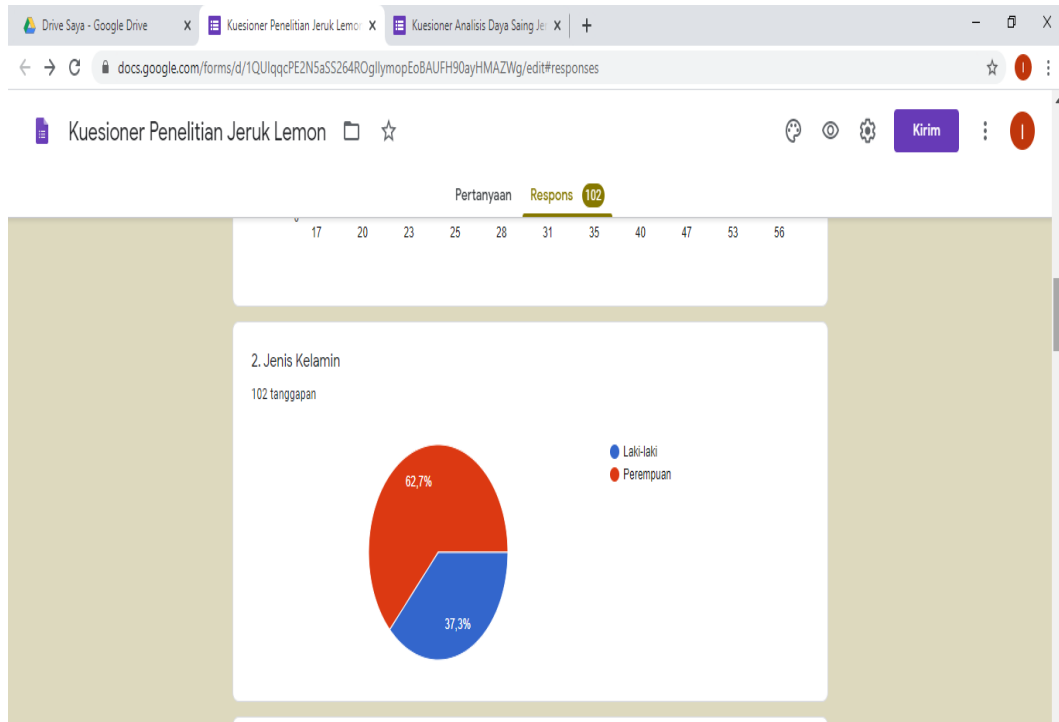 Drive Saya - Google Drive
Kuesioner Penelitian Jeruk Lemon
Kuesioner Analisis Daya Saing Je
docs.google.com/forms/d/1QUlqqcPE2N5aSS264ROgIlymopEoBAUFH90ayHMAZWg/edit#responses
Kuesioner Penelitian Jeruk Lemon
Kirim
I
Pertanyaan Respons 102
17 20 23 25 28 31 35 40 47 53 56
2. Jenis Kelamin
102 tanggapan
Laki-laki
Perempuan
62,7%
37,3%